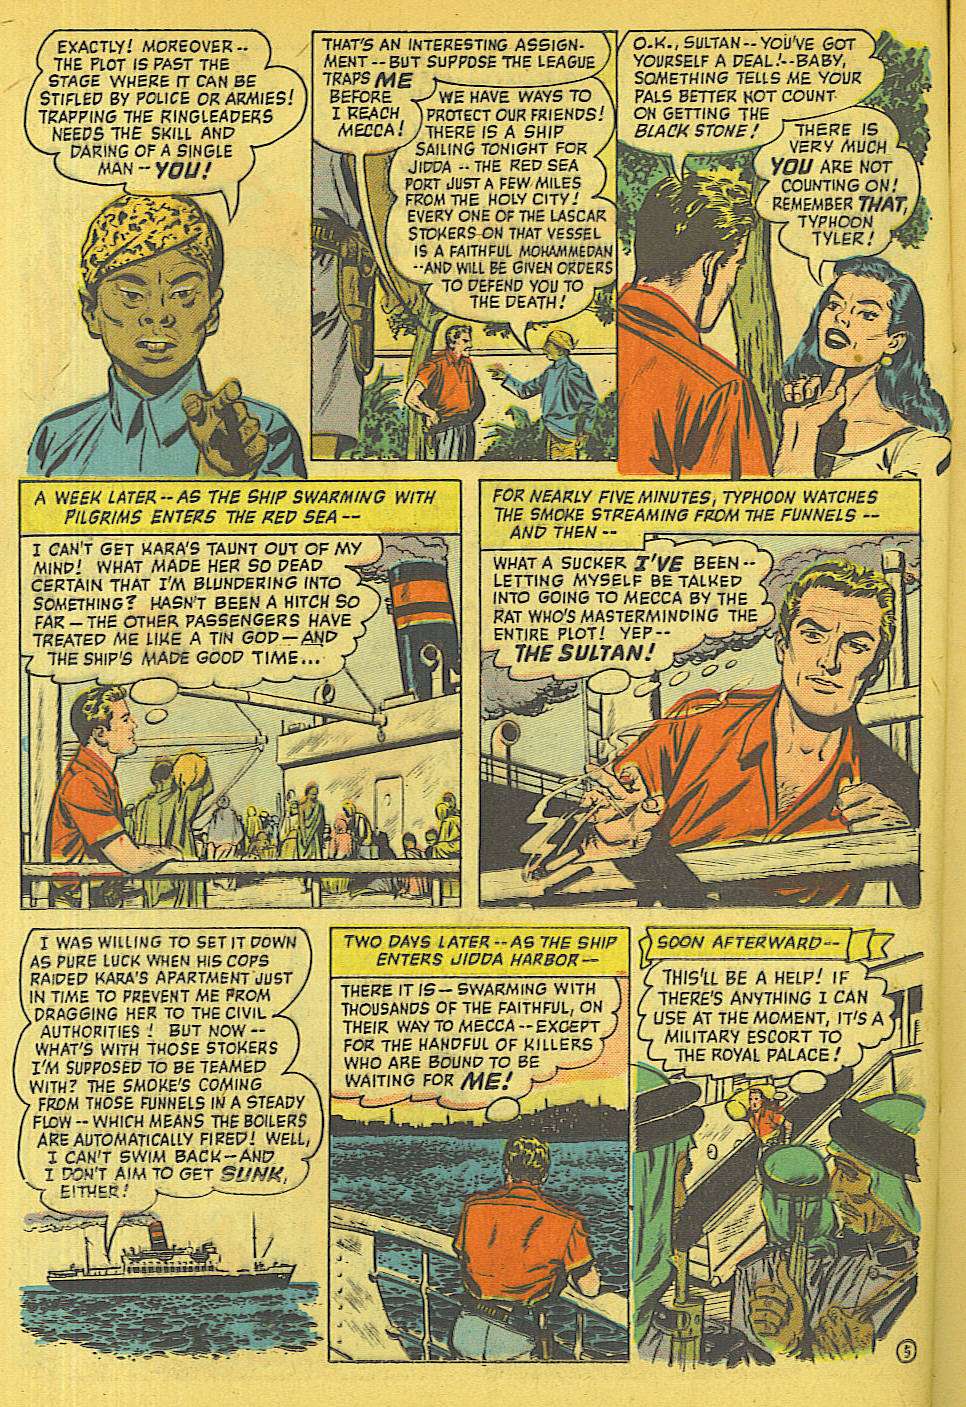 EXACTLY! MOREOVER--
THE PLOT IS PAST THE
STAGE WHERE IT CAN BE
STIFLED BY POLICE OR ARMIES!
TRAPPING THE RINGLEADERS
NEEDS THE SKILL AND
DARING OF A SINGLE
MAN-- YOU!
THAT'S AN INTERESTING ASSIGN-
MENT--BUT SUPPOSE THE LEAGUE
TRAPS ME
BEFORE
I REACH
MECCA!
WE HAVE WAYS TO
PROTECT OUR FRIENDS!
THERE IS A SHIP
SAILING TONIGHT FOR
JIDDA -- THE RED SEA
PORT JUST A FEW MILES
FROM THE HOLY CITY!
EVERY ONE OF THE LASCAR
STOKERS ON THAT VESSEL
IS A FAITHFUL MOHAMMEDAN
--AND WILL BE GIVEN ORDERS
TO DEFEND YOU TO
THE DEATH!
O.K., SULTAN--YOU'VE GOT
YOURSELF A DEAL!--BABY,
SOMETHING TELLS ME YOUR
PALS BETTER NOT COUNT
ON GETTING THE
BLACK STONE!
THERE IS
VERY MUCH
YOU ARE NOT
COUNTING ON!
REMEMBER THAT,
TYPHOON
TYLER!
A WEEK LATER--AS THE SHIP SWARMING WITH
PILGRIMS ENTERS THE RED SEA--
I CAN'T GET KARA'S TAUNT OUT OF MY
MIND! WHAT MADE HER SO DEAD
CERTAIN THAT I'M BLUNDERING INTO
SOMETHING? HASN'T BEEN A HITCH SO
FAR--THE OTHER PASSENGERS HAVE
TREATED ME LIKE A TIN GOD--AND
THE SHIP'S MADE GOOD TIME...
FOR NEARLY FIVE MINUTES, TYPHOON WATCHES
THE SMOKE STREAMING FROM THE FUNNELS--
AND THEN--
WHAT A SUCKER I'VE BEEN--
LETTING MYSELF BE TALKED
INTO GOING TO MECCA BY THE
RAT WHO'S MASTERMINDING THE
ENTIRE PLOT! YEP--
THE SULTAN!
I WAS WILLING TO SET IT DOWN
AS PURE LUCK WHEN HIS COPS
RAIDED KARA'S APARTMENT JUST
IN TIME TO PREVENT ME FROM
DRAGGING HER TO THE CIVIL
AUTHORITIES! BUT NOW--
WHAT'S WITH THOSE STOKERS
I'M SUPPOSED TO BE TEAMED
WITH? THE SMOKE'S COMING
FROM THOSE FUNNELS IN A STEADY
FLOW--WHICH MEANS THE BOILERS
ARE AUTOMATICALLY FIRED! WELL,
I CAN'T SWIM BACK--AND
I DON'T AIM TO GET SUNK,
EITHER!
TWO DAYS LATER--AS THE SHIP
ENTERS JIDDA HARBOR--
THERE IT IS--SWARMING WITH
THOUSANDS OF THE FAITHFUL, ON
THEIR WAY TO MECCA--EXCEPT
FOR THE HANDFUL OF KILLERS
WHO ARE BOUND TO BE
WAITING FOR ME!
SOON AFTERWARD--
THIS'LL BE A HELP! IF
THERE'S ANYTHING I CAN
USE AT THE MOMENT, IT'S A
MILITARY ESCORT TO
THE ROYAL PALACE!
5